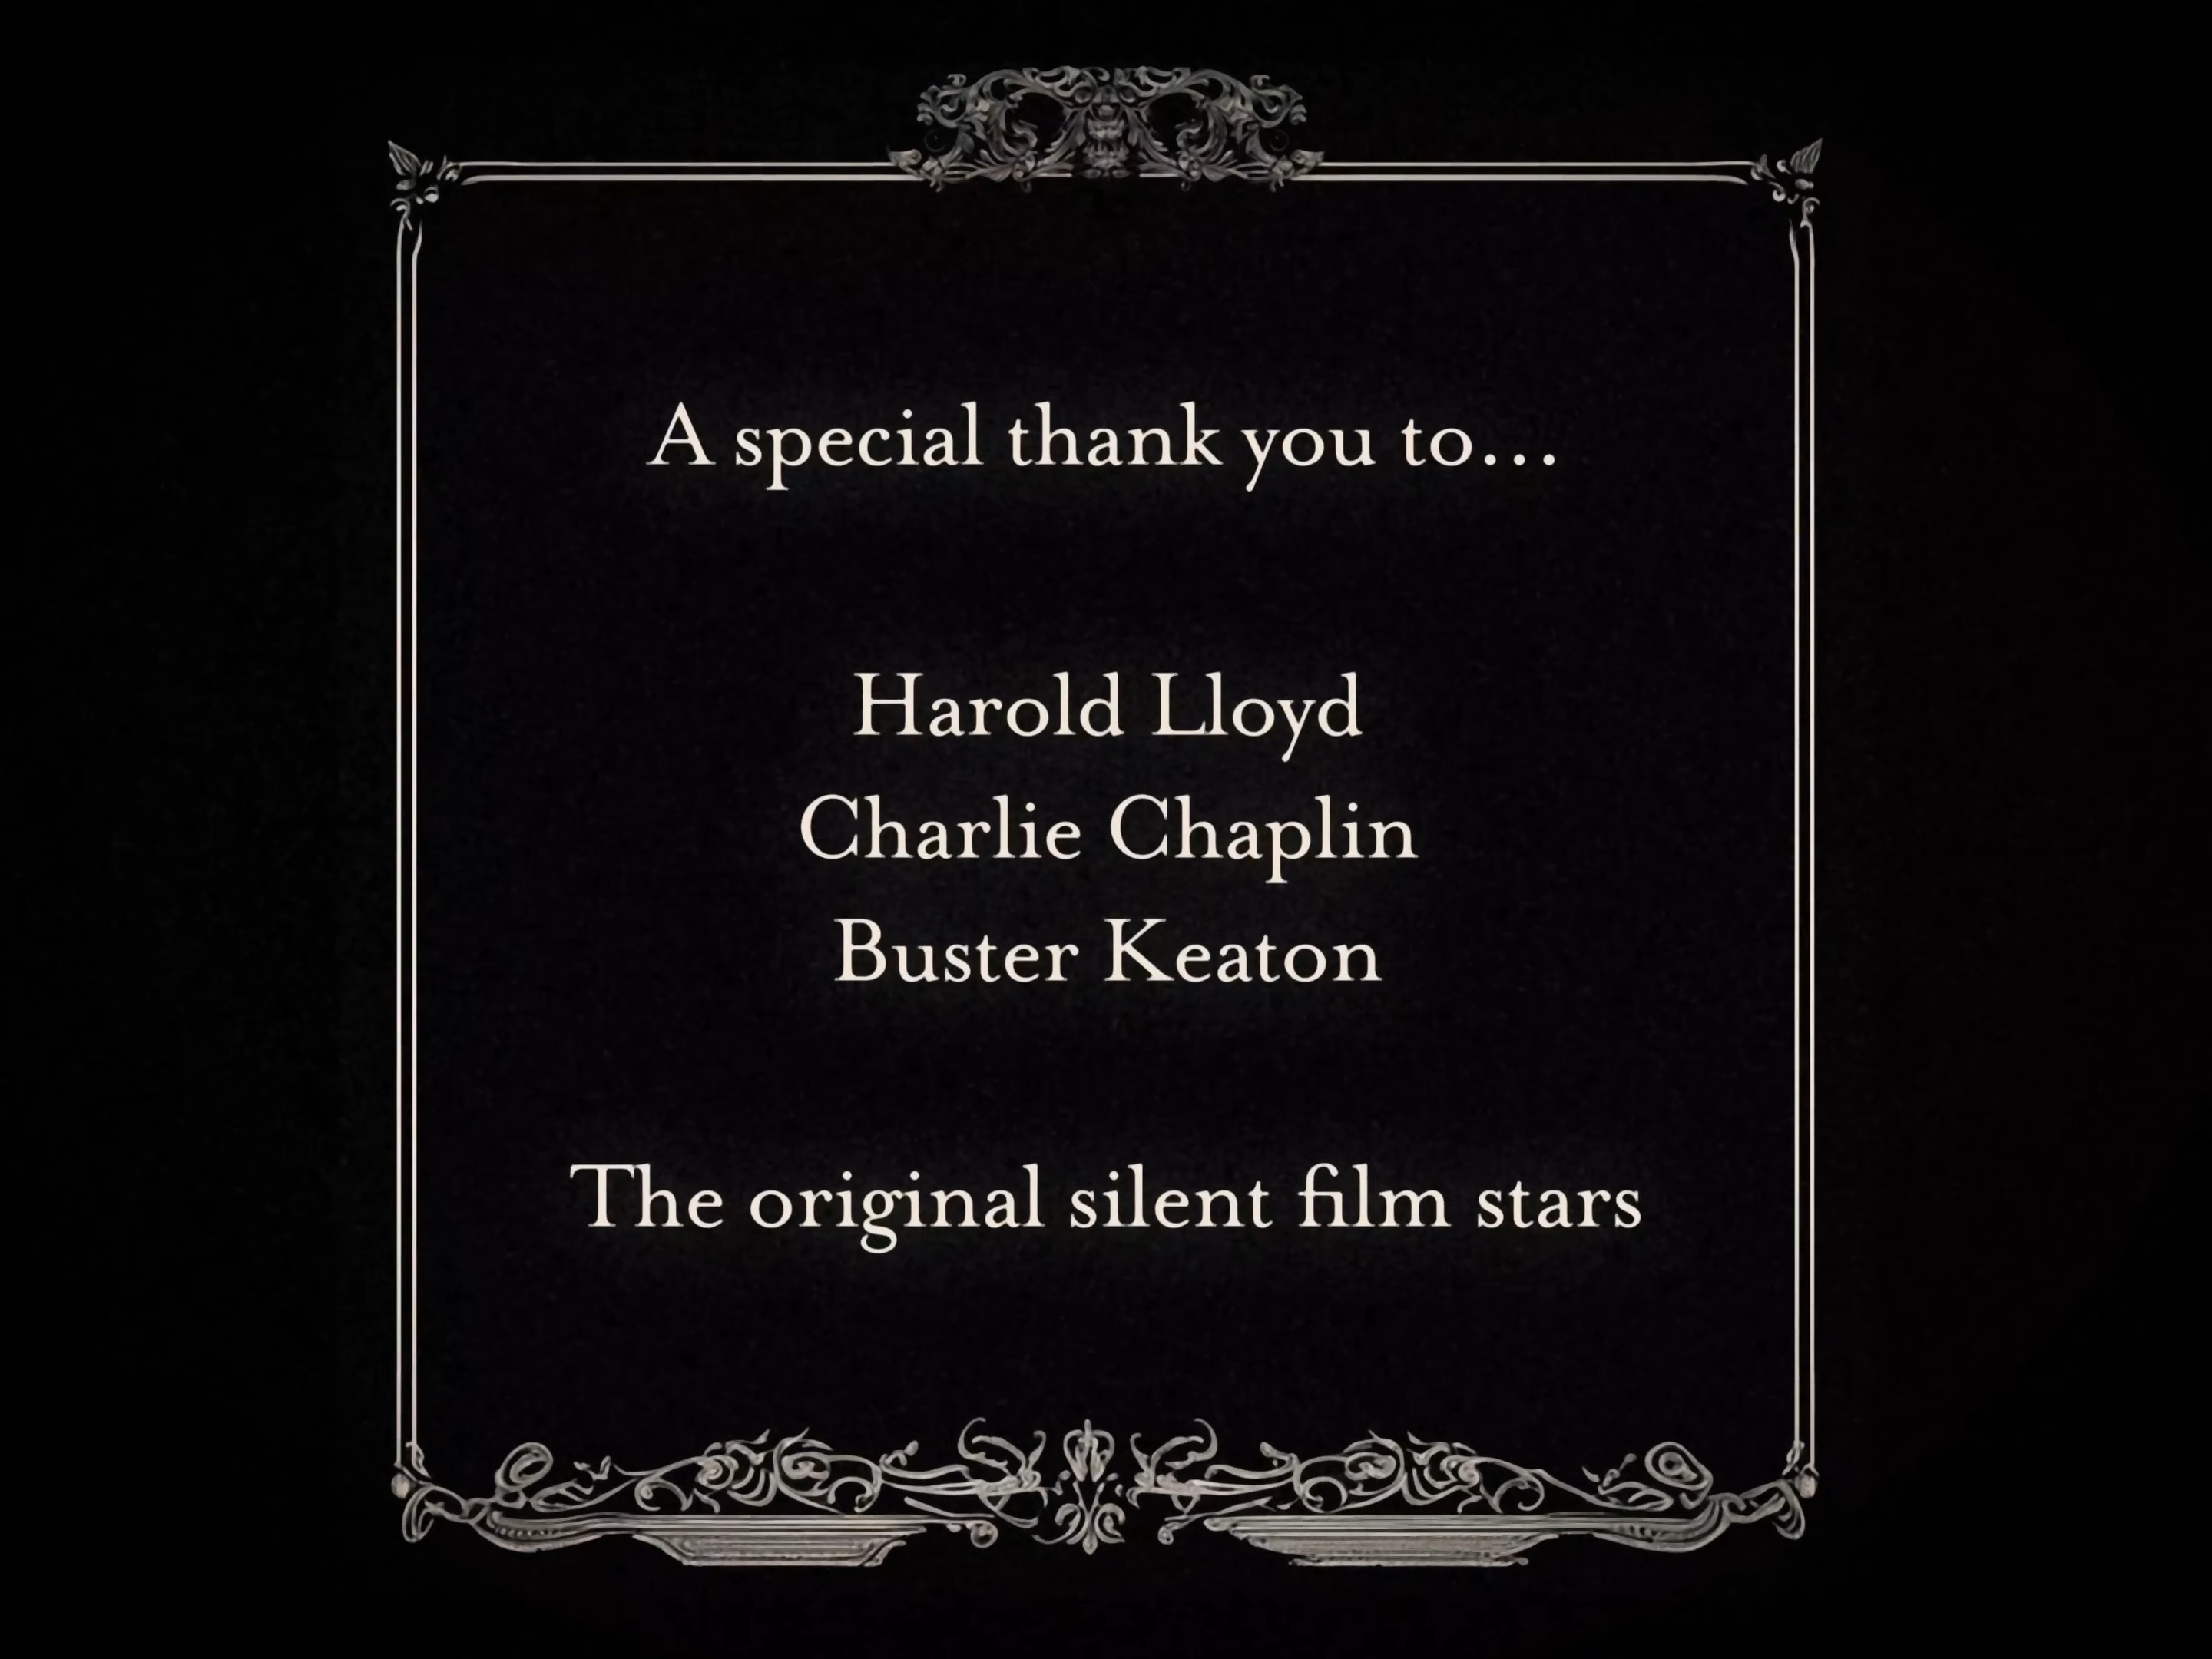 A special thank you to...
Harold Lloyd
Charlie Chaplin
Buster Keaton
The original silent film stars